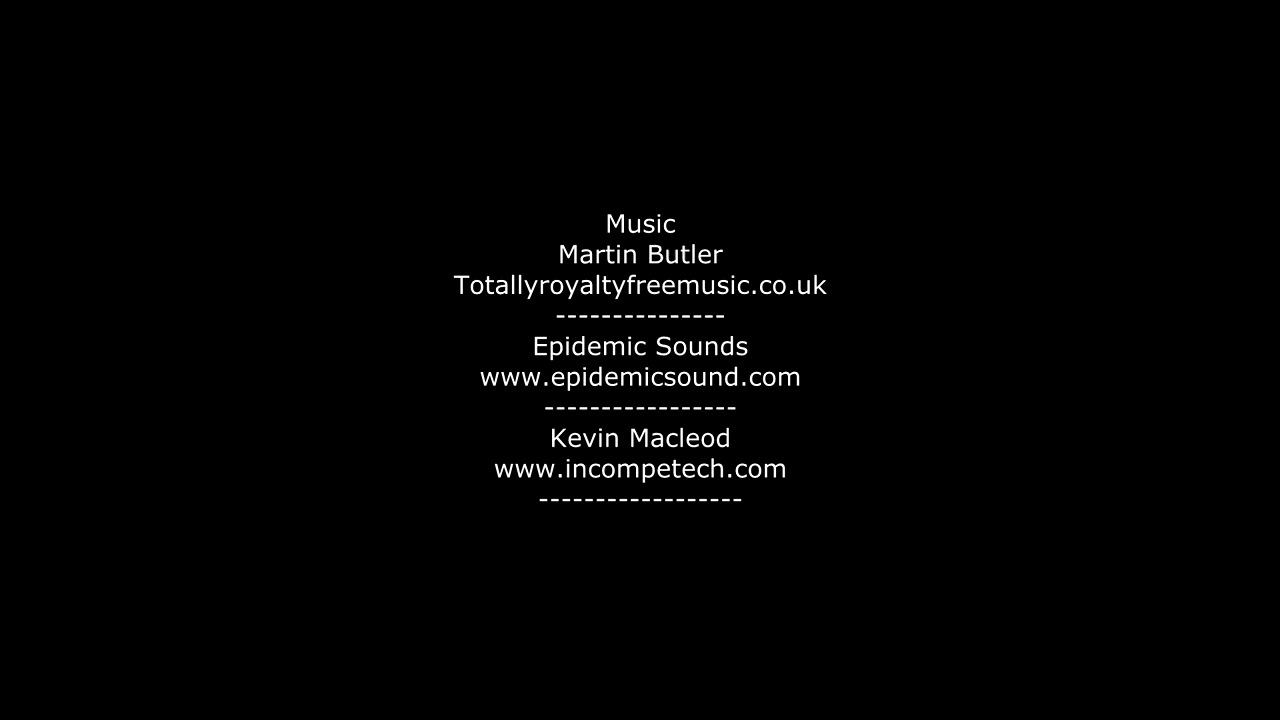 Music
Martin Butler
Totallyroyaltyfreemusic.co.uk
---------------
Epidemic Sounds
www.epidemicsound.com
-----------------
Kevin Macleod
www.incompetech.com
------------------